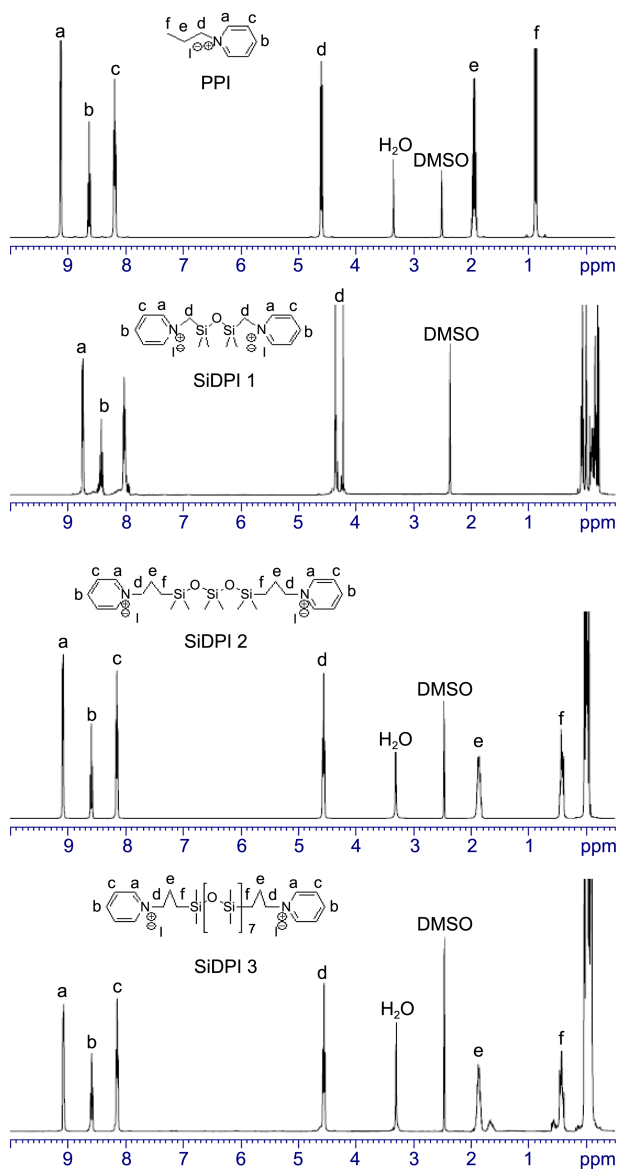 f e d a c b
N
I⊖⊕
PPI
a b c d e f
H₂O
DMSO
9 8 7 6 5 4 3 2 1 ppm
c a d O d a c
b N Si Si N b
⊕ ⊕
I⊖ ⊖ I
SiDPI 1
a b d
DMSO
9 8 7 6 5 4 3 2 1 ppm
c a e O O e a c
b N d f Si Si Si f d N b
⊕ ⊕
⊖ I I ⊖
SiDPI 2
a b c d e f
H₂O
DMSO
9 8 7 6 5 4 3 2 1 ppm
c a e O e a c
b N d f Si Si f d N b
⊕ 7 ⊕
⊖ I I⊖
SiDPI 3
a b c d e f
H₂O
DMSO
9 8 7 6 5 4 3 2 1 ppm